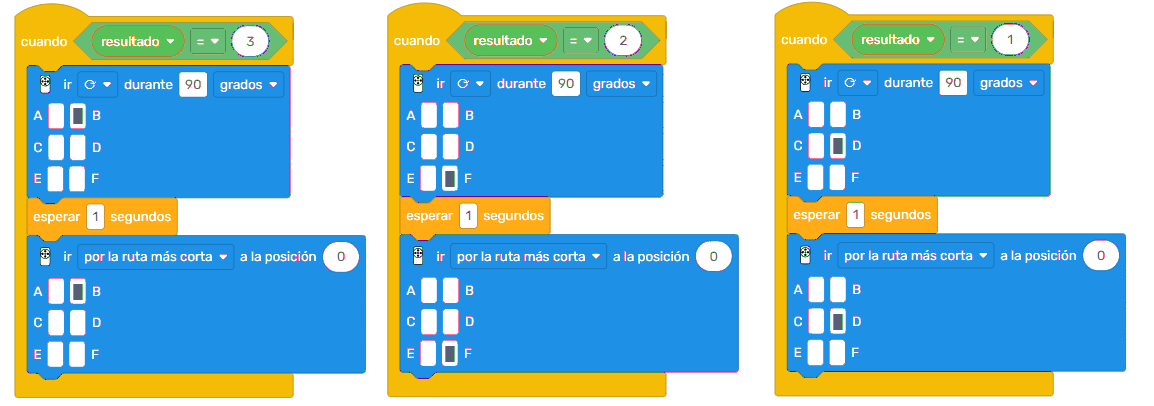 cuando resultado = 3
ir durante 90 grados
A B
C D
E F
esperar 1 segundos
ir por la ruta más corta a la posición 0
A B
C D
E F
cuando resultado = 2
ir durante 90 grados
A B
C D
E F
esperar 1 segundos
ir por la ruta más corta a la posición 0
A B
C D
E F
cuando resultado = 1
ir durante 90 grados
A B
C D
E F
esperar 1 segundos
ir por la ruta más corta a la posición 0
A B
C D
E F